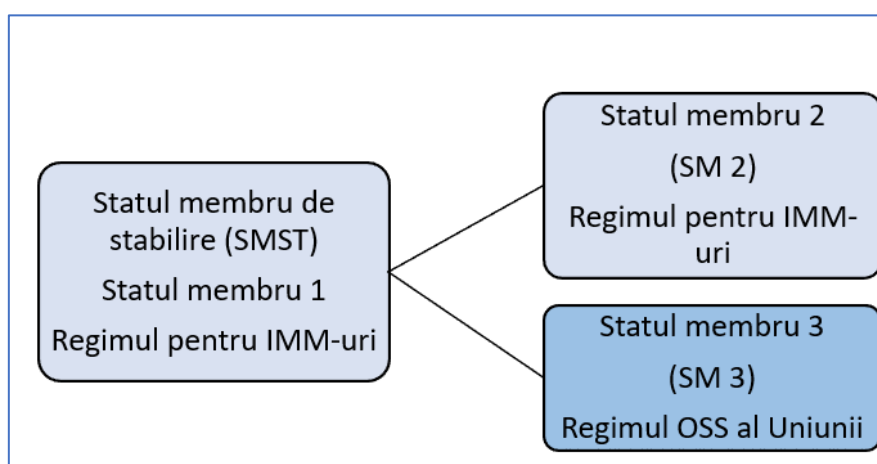 Statul membru de
stabilire (SMST)
Statul membru 1
Regimul pentru IMM-uri
Statul membru 2
(SM 2)
Regimul pentru IMM-
uri
Statul membru 3
(SM 3)
Regimul OSS al Uniunii